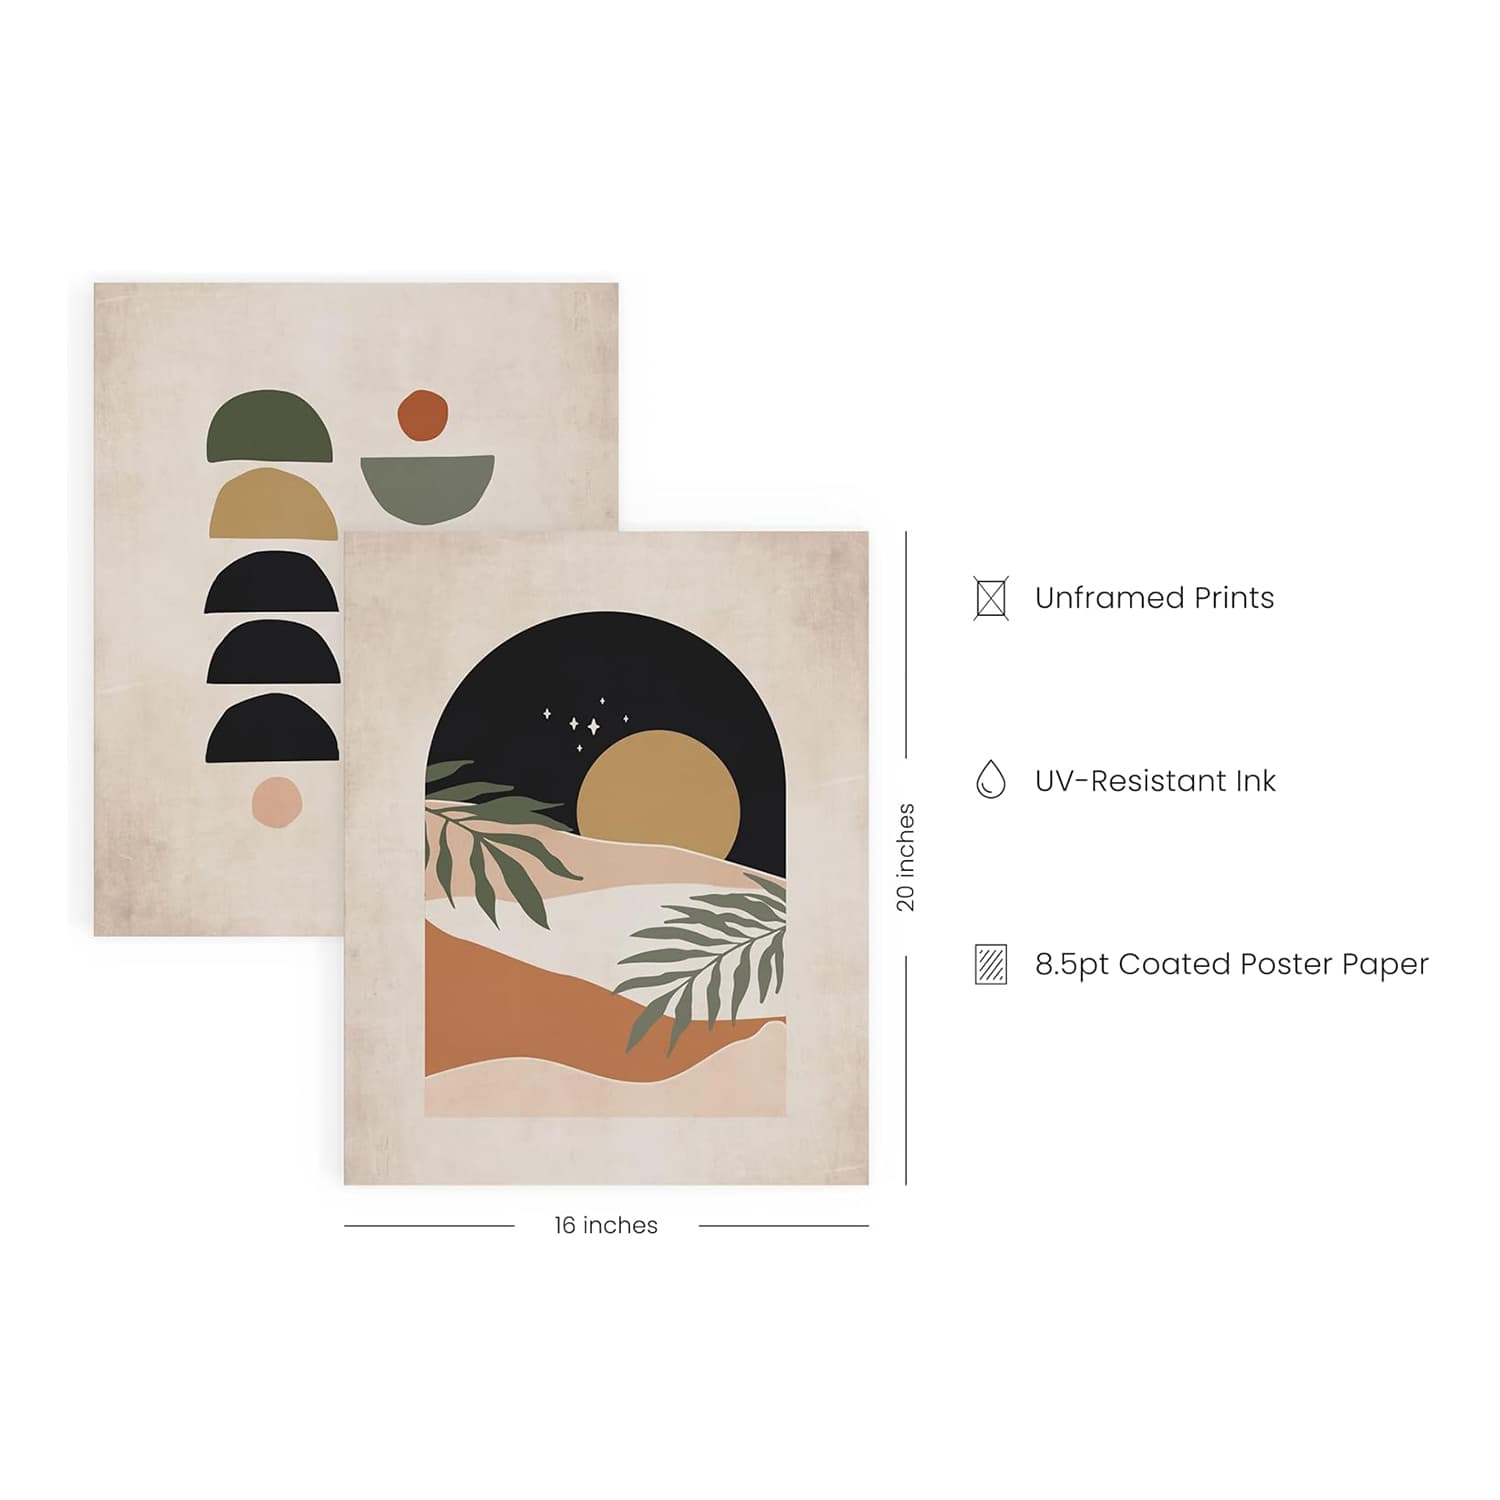 Unframed Prints
UV-Resistant Ink
20 inches
8.5pt Coated Poster Paper
16 inches